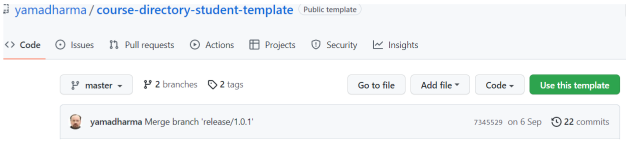 yamadharma / course-directory-student-template Public template
Code Issues Pull requests Actions Projects Security Insights
master 2 branches 2 tags Go to file Add file Code Use this template
yamadharma Merge branch 'release/1.0.1' 7345529 on 6 Sep 22 commits